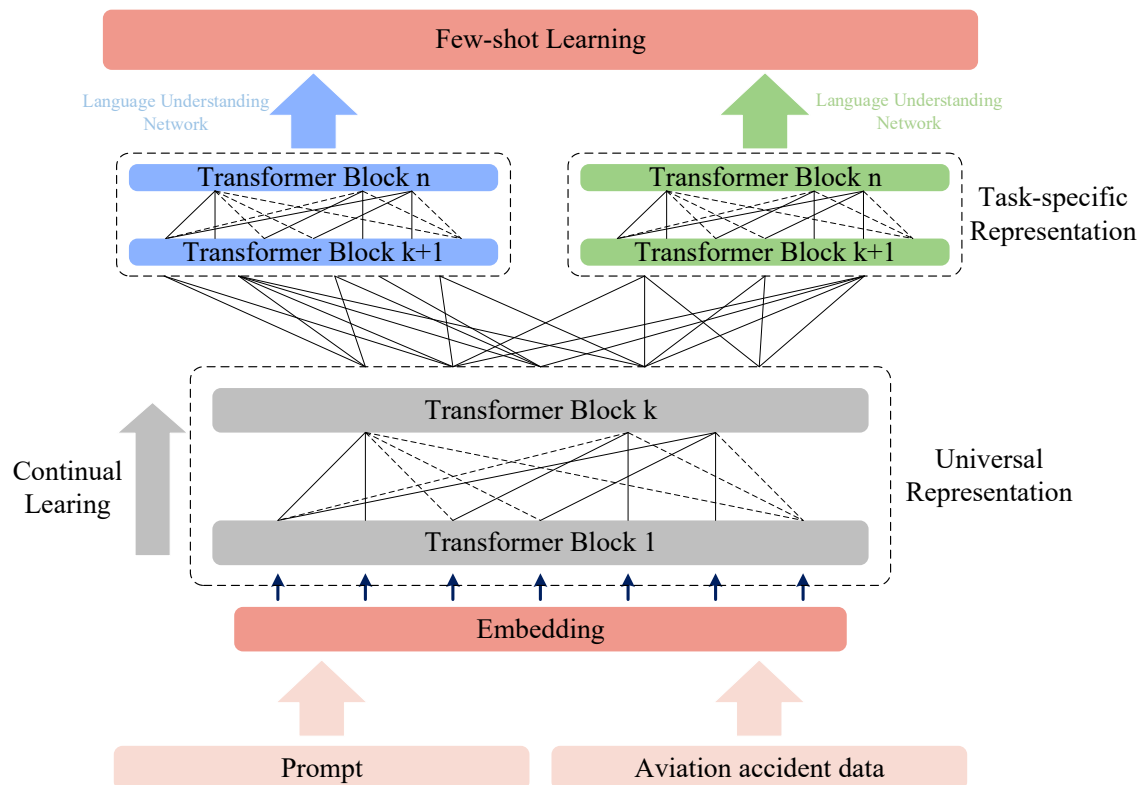 Few-shot Learning
Language Understanding
Network
Language Understanding
Network
Transformer Block n
Transformer Block n
Transformer Block k+1
Transformer Block k+1
Task-specific
Representation
Transformer Block k
Continual
Learing
Universal
Representation
Transformer Block 1
Embedding
Prompt
Aviation accident data